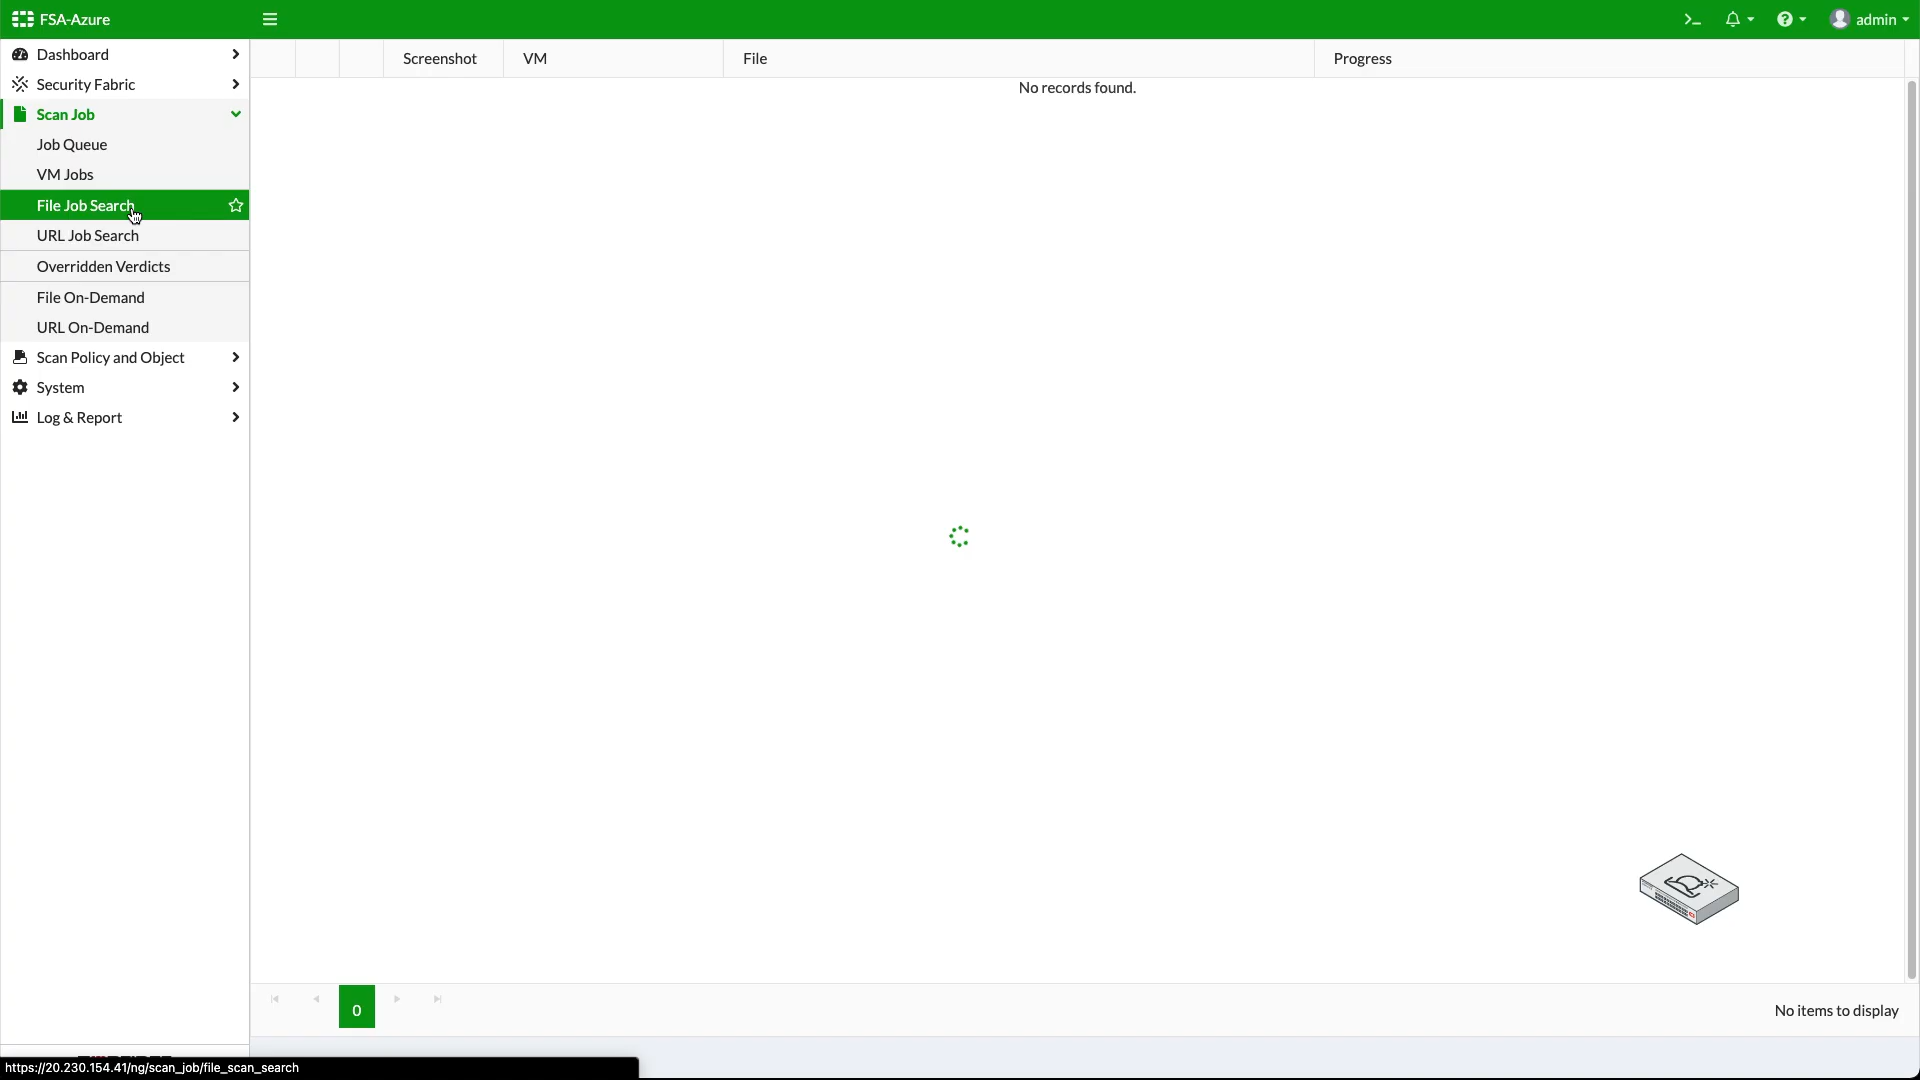 FSA-Azure
admin
Dashboard
Security Fabric
Scan Job
Job Queue
VM Jobs
File Job Search
URL Job Search
Overridden Verdicts
File On-Demand
URL On-Demand
Scan Policy and Object
System
Log & Report
Screenshot VM File Progress
No records found.
0
No items to display
https://20.230.154.41/ng/scan_job/file_scan_search